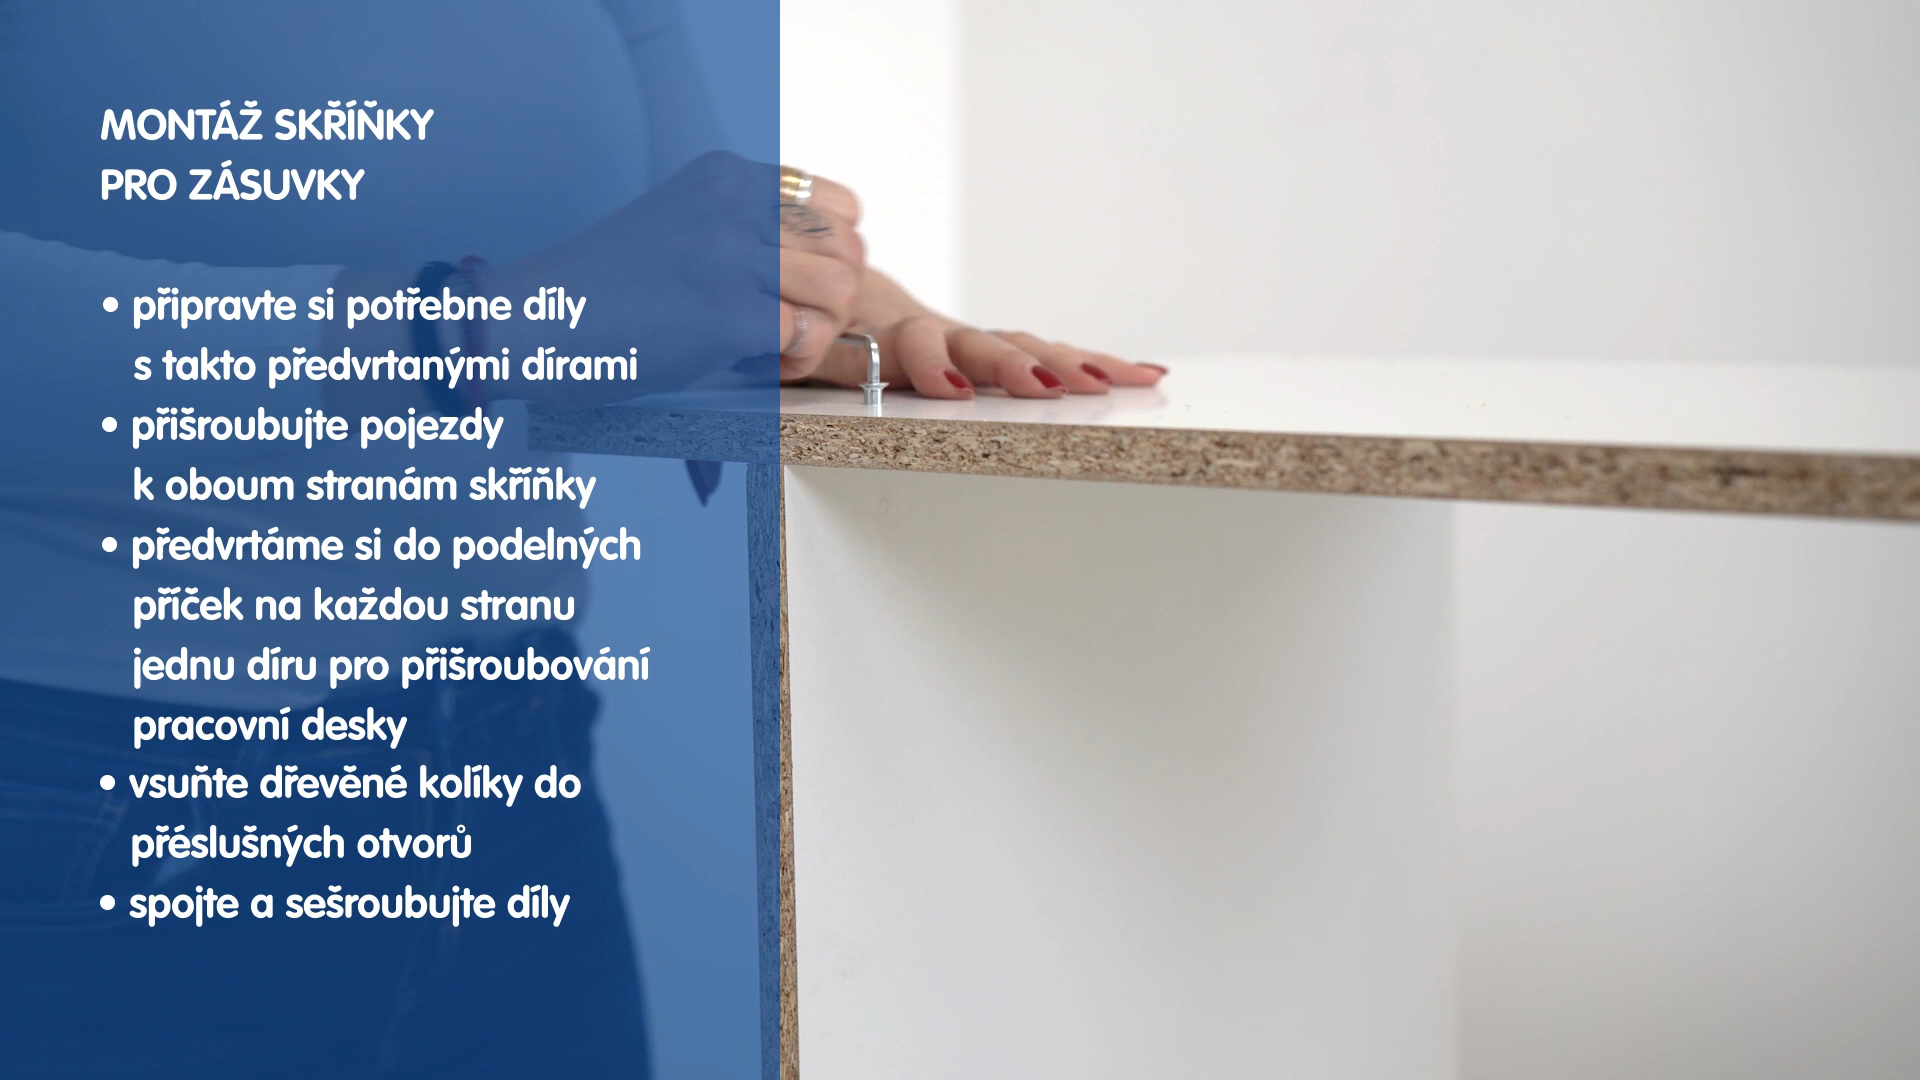 MONTÁŽ SKŘÍŇKY
PRO ZÁSUVKY
• připravte si potřebne díly
s takto předvrtanými dírami
• přišroubujte pojezdy
k oboum stranám skříňky
• předvrtáme si do podelných
příček na každou stranu
jednu díru pro přišroubování
pracovní desky
• vsuňte dřevěné kolíky do
přéslušných otvorů
• spojte a sešroubujte díly